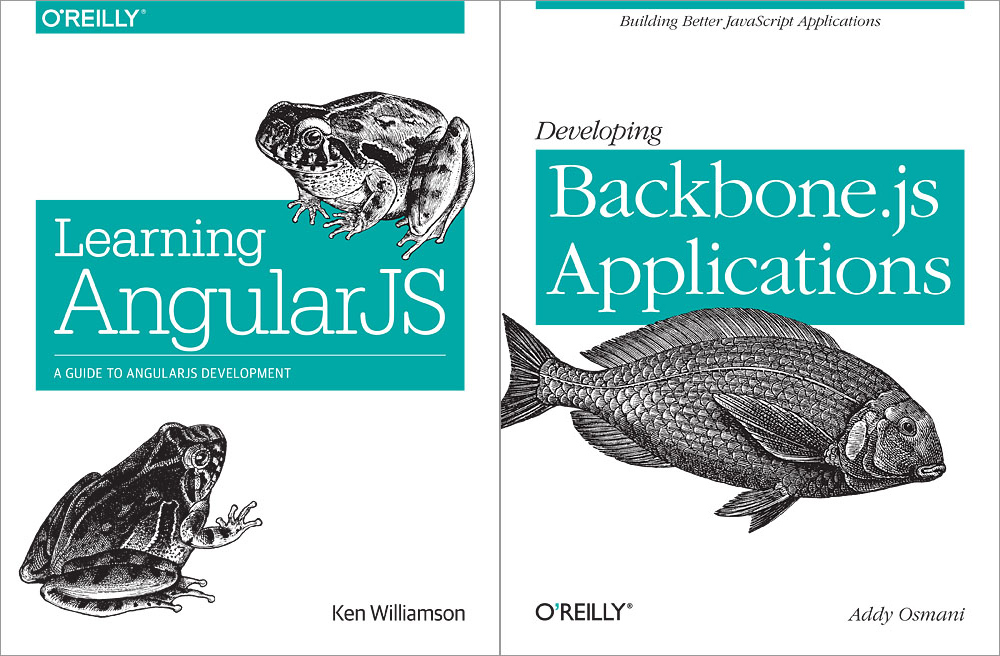 O'REILLY®
Learning
AngularJS
A GUIDE TO ANGULARJS DEVELOPMENT
Ken Williamson
Building Better JavaScript Applications
Developing
Backbone.js
Applications
O'REILLY®
Addy Osmani